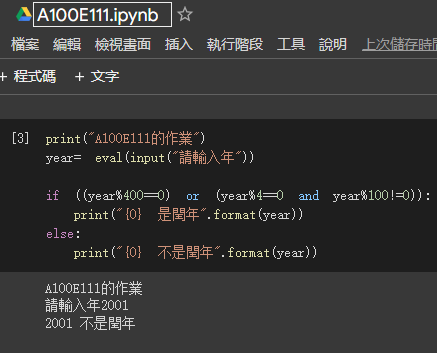 A100E111.ipynb
檔案 編輯 檢視畫面 插入 執行階段 工具 說明 上次儲存時
+ 程式碼 + 文字
[3] print("A100E111的作業")
year= eval(input("請輸入年"))
if ((year%400==0) or (year%4==0 and year%100!=0)):
print("{0} 是閏年".format(year))
else:
print("{0} 不是閏年".format(year))
A100E111的作業
請輸入年2001
2001 不是閏年